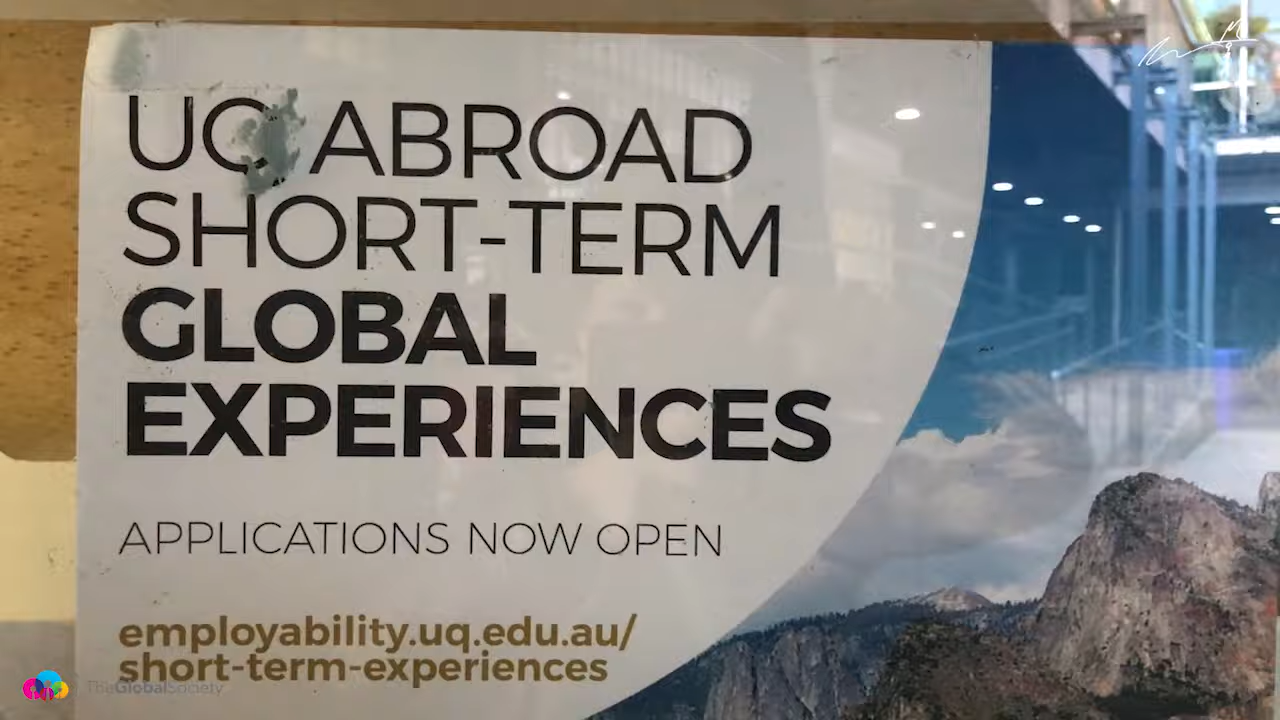 UQ ABROAD
SHORT-TERM
GLOBAL
EXPERIENCES
APPLICATIONS NOW OPEN
employability.uq.edu.au/
short-term-experiences
TheGlobalSociety